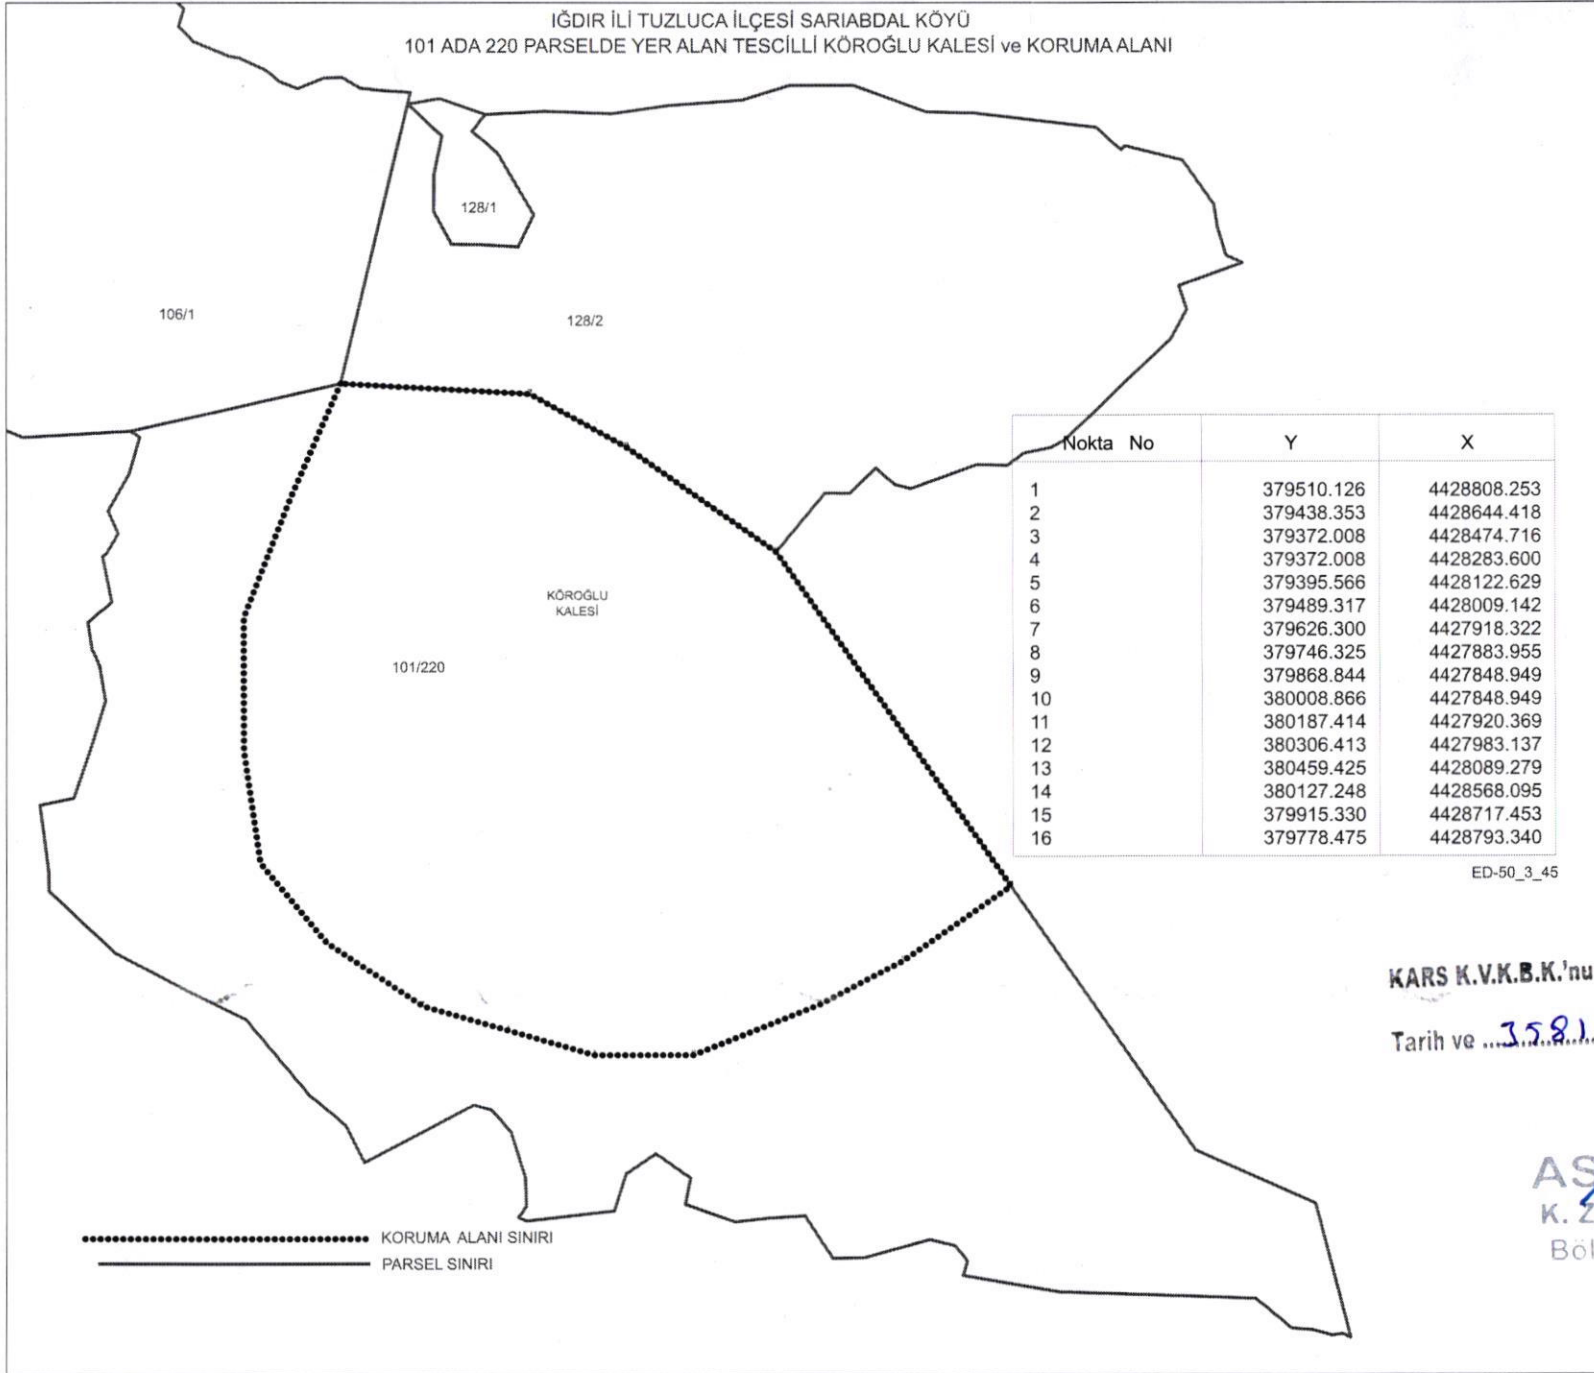 IĞDIR İLİ TUZLUCA İLÇESİ SARIABDAL KÖYÜ
101 ADA 220 PARSELDE YER ALAN TESCİLLİ KÖROĞLU KALESİ ve KORUMA ALANI
128/1
106/1
128/2
KÖROĞLU
KALESİ
101/220
Nokta No Y X
1 379510.126 4428808.253
2 379438.353 4428644.418
3 379372.008 4428474.716
4 379372.008 4428283.600
5 379395.566 4428122.629
6 379489.317 4428009.142
7 379626.300 4427918.322
8 379746.325 4427883.955
9 379868.844 4427848.949
10 380008.866 4427848.949
11 380187.414 4427920.369
12 380306.413 4427983.137
13 380459.425 4428089.279
14 380127.248 4428568.095
15 379915.330 4428717.453
16 379778.475 4428793.340
ED-50_3_45
KARS K.V.K.B.K.'nu
Tarih ve ...3581...
AS
K. Z
Böl
KORUMA ALANI SINIRI
PARSEL SINIRI